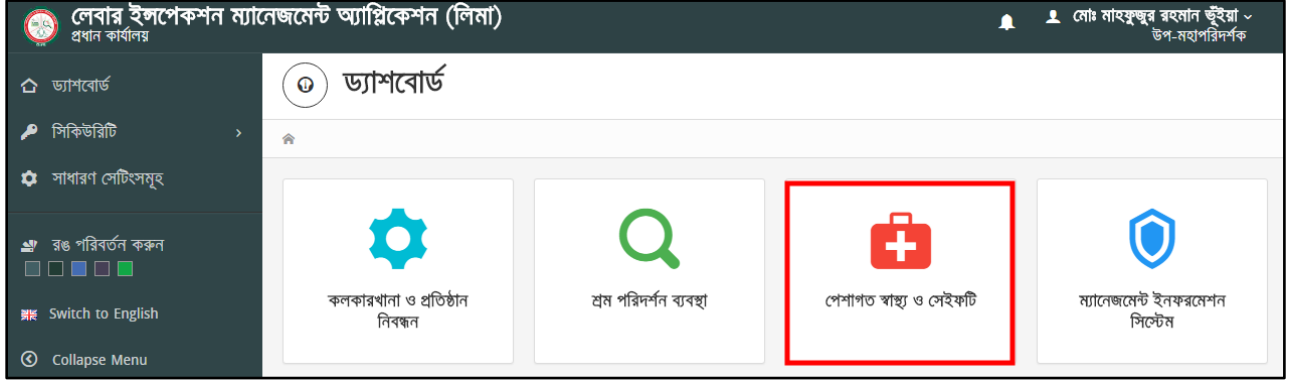 লেবার ইন্সপেকশন ম্যানেজমেন্ট অ্যাপ্লিকেশন (লিমা)
প্রধান কার্যালয়
মোঃ মাহফুজুর রহমান ভূঁইয়া
উপ-মহাপরিদর্শক
ড্যাশবোর্ড
সিকিউরিটি
সাধারণ সেটিংসমূহ
রঙ পরিবর্তন করুন
Switch to English
Collapse Menu
ড্যাশবোর্ড
কলকারখানা ও প্রতিষ্ঠান
নিবন্ধন
শ্রম পরিদর্শন ব্যবস্থা
পেশাগত স্বাস্থ্য ও সেইফটি
ম্যানেজমেন্ট ইনফরমেশন
সিস্টেম